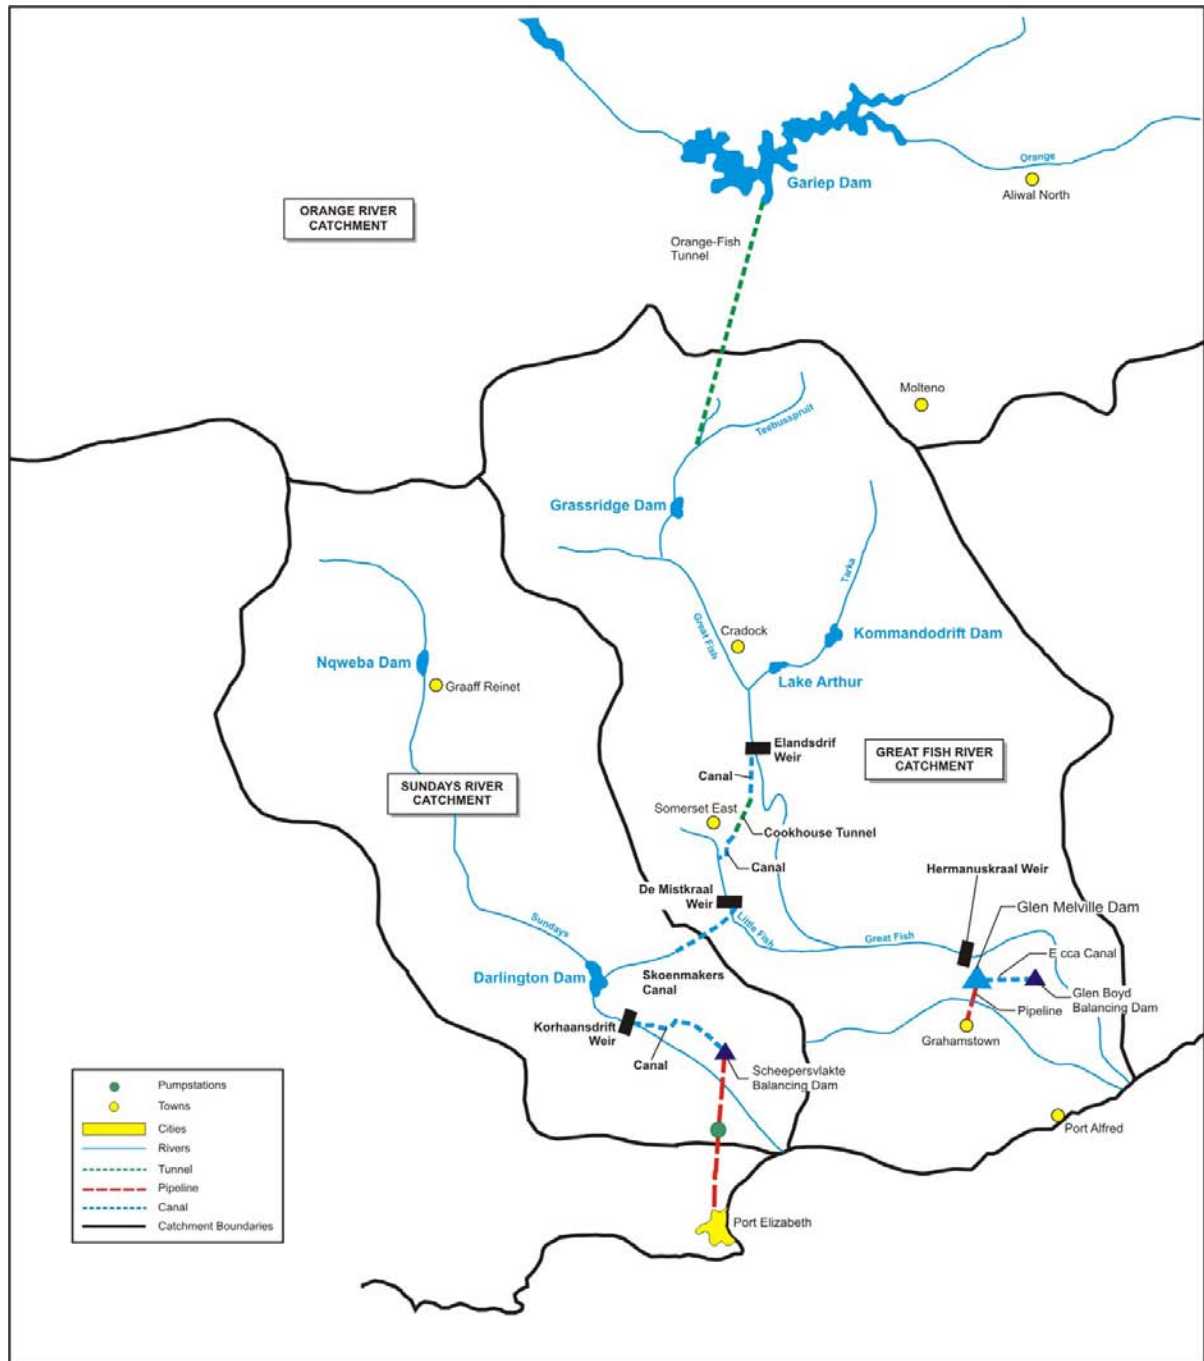 Orange
Gariep Dam
Aliwal North
ORANGE RIVER
CATCHMENT
Orange-Fish
Tunnel
Molteno
Teebusspruit
Grassridge Dam
Tarka
Great Fish
Cradock
Kommandodrift Dam
Nqweba Dam
Lake Arthur
Graaff Reinet
Elandsdrif
Weir
GREAT FISH RIVER
CATCHMENT
Canal
SUNDAYS RIVER
CATCHMENT
Somerset East
Cookhouse Tunnel
Canal
Hermanuskraal Weir
De Mistkraal
Weir
Glen Melville Dam
Sundays
Little Fish
Great Fish
Ecca Canal
Darlington Dam
Skoenmakers
Canal
Glen Boyd
Balancing Dam
Pipeline
Korhaansdrift
Weir
Grahamstown
Canal
Scheepersvlakte
Balancing Dam
Port Alfred
Port Elizabeth
Pumpstations
Towns
Cities
Rivers
Tunnel
Pipeline
Canal
Catchment Boundaries